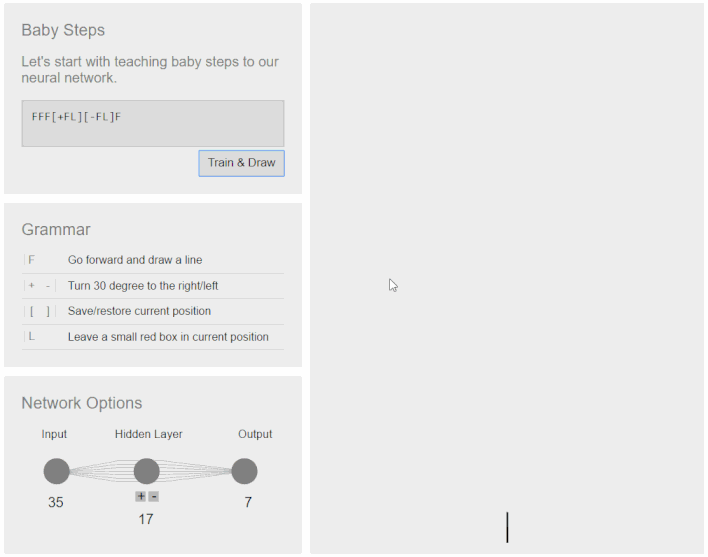 Baby Steps
Let's start with teaching baby steps to our
neural network.
FFF[+FL][-FL]F
Train & Draw
Grammar
F Go forward and draw a line
+ - Turn 30 degree to the right/left
[ ] Save/restore current position
L Leave a small red box in current position
Network Options
Input Hidden Layer Output
+ -
35 17 7